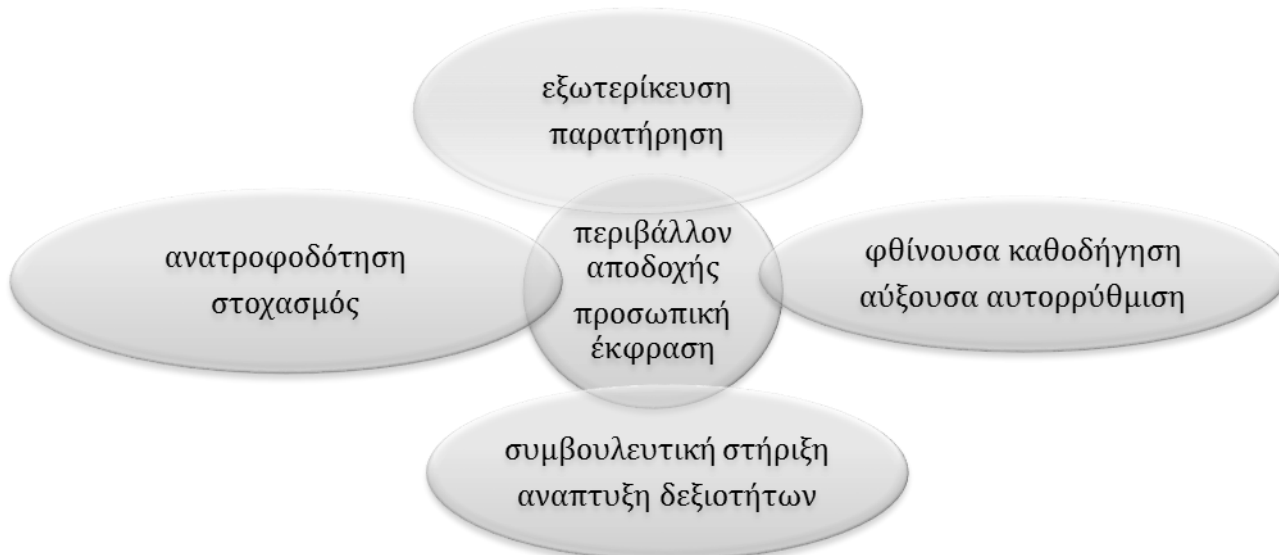 εξωτερίκευση
παρατήρηση
ανατροφοδότηση
στοχασμός
περιβάλλον
αποδοχής
προσωπική
έκφραση
φθίνουσα καθοδήγηση
αύξουσα αυτορρύθμιση
συμβουλευτική στήριξη
αναπτυξη δεξιοτήτων